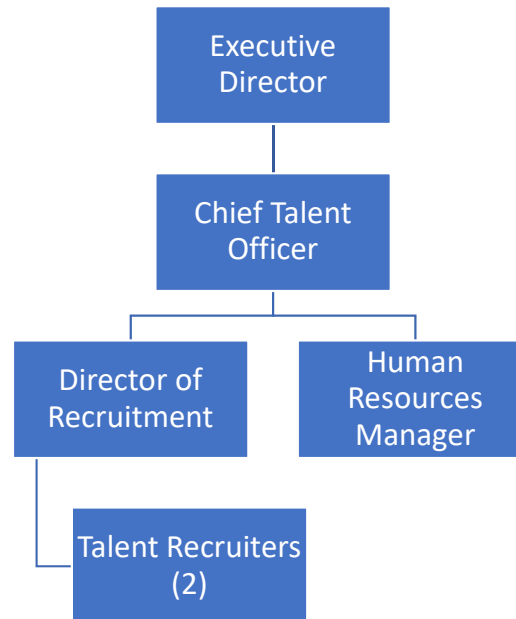 Executive
Director
Chief Talent
Officer
Director of
Recruitment
Human
Resources
Manager
Talent Recruiters
(2)